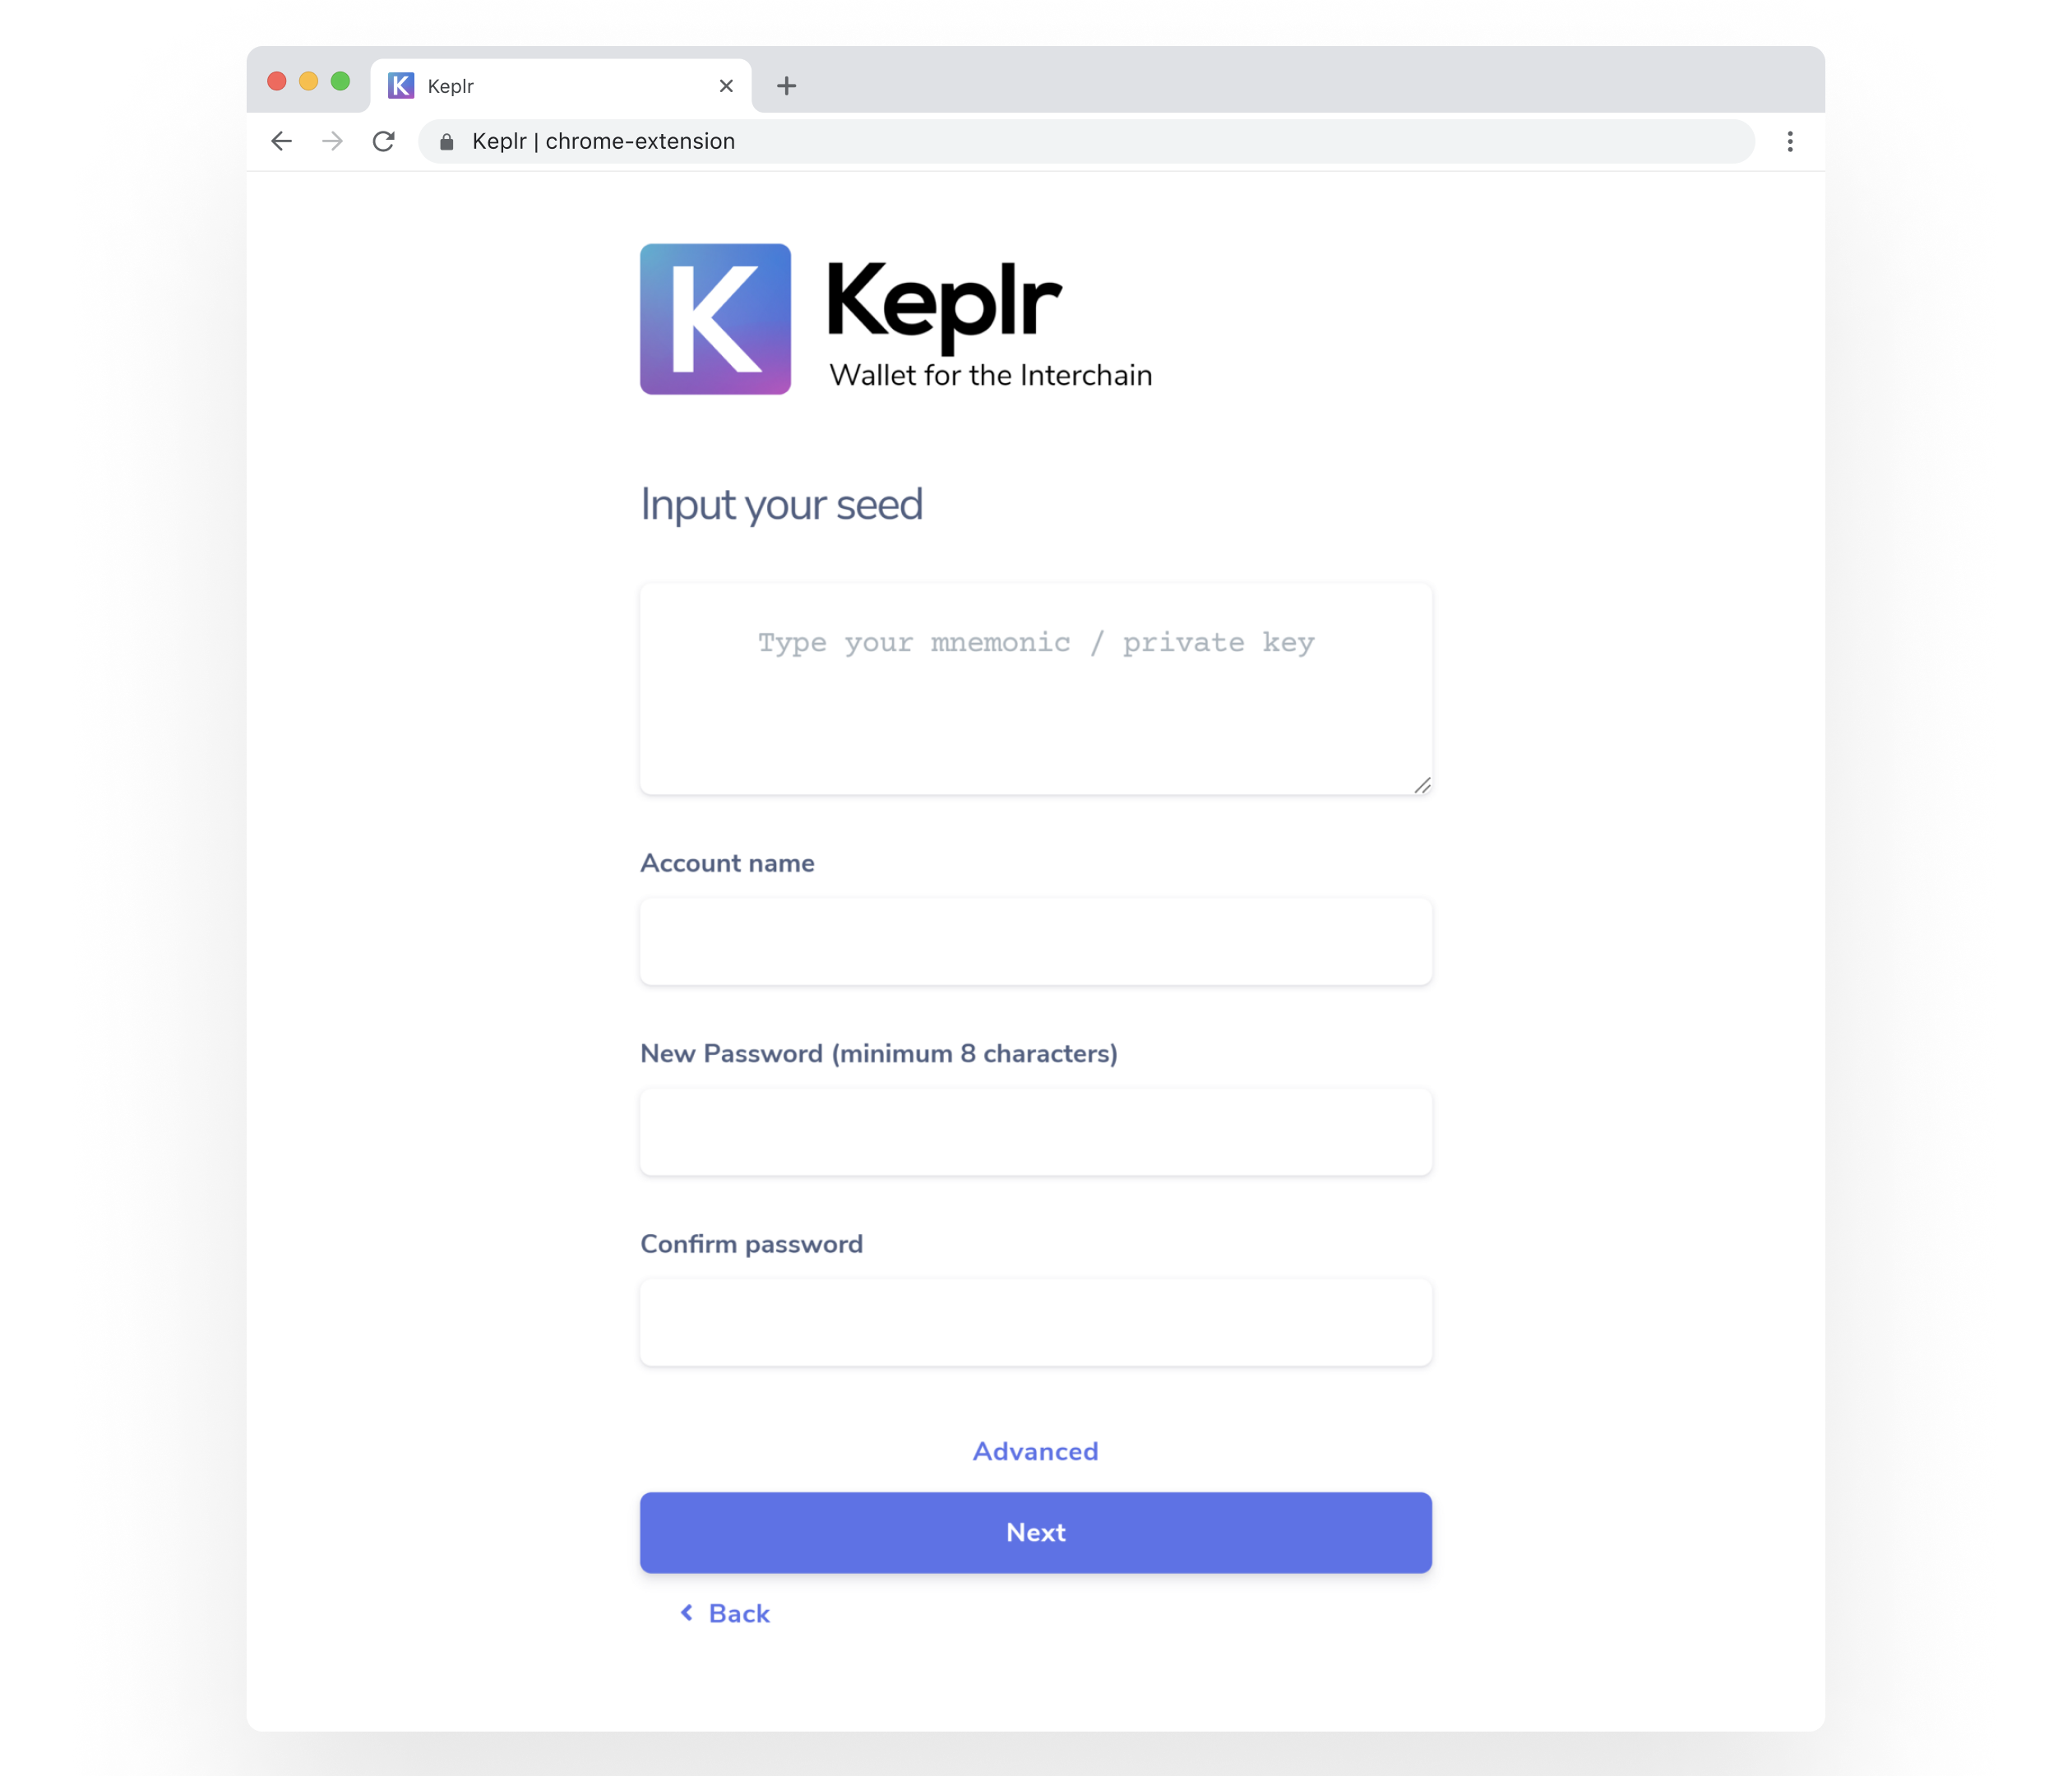 K Keplr
Keplr | chrome-extension
K Keplr
Wallet for the Interchain
Input your seed
Type your mnemonic / private key
Account name
New Password (minimum 8 characters)
Confirm password
Advanced
Next
Back